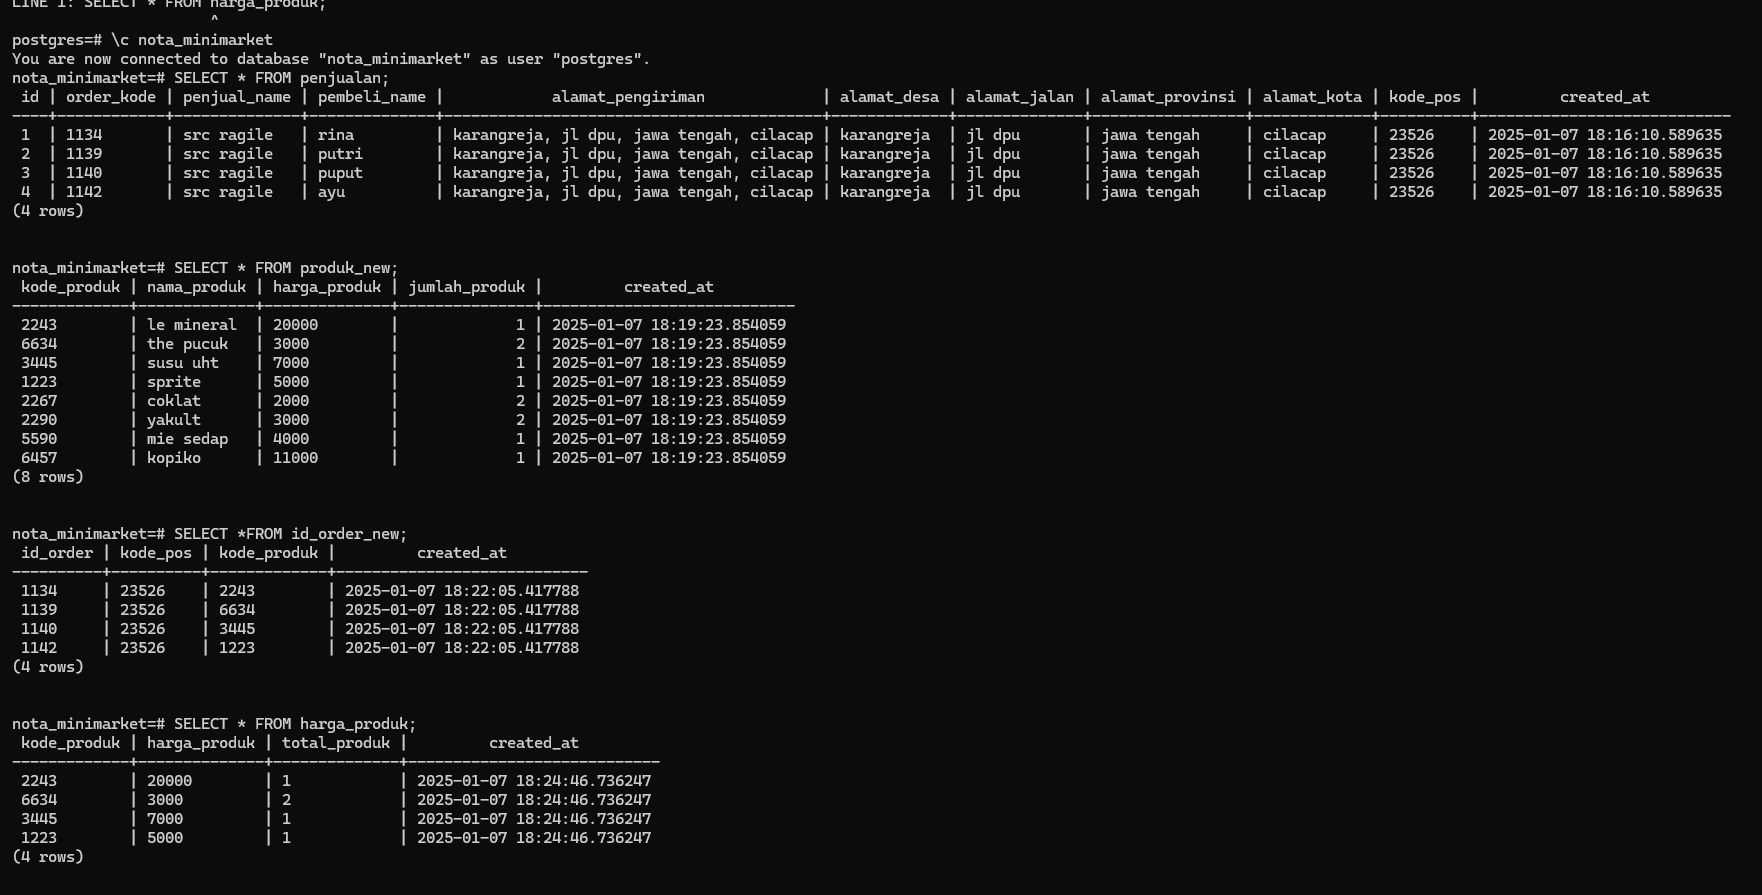 LINE 1: SELECT * FROM harga_produk;
                      ^
postgres=# \c nota_minimarket
You are now connected to database "nota_minimarket" as user "postgres".
nota_minimarket=# SELECT * FROM penjualan;
 id | order_kode | penjual_name | pembeli_name |            alamat_pengiriman             | alamat_desa | alamat_jalan | alamat_provinsi | alamat_kota | kode_pos |         created_at
----+------------+--------------+--------------+------------------------------------------+-------------+--------------+-----------------+-------------+----------+----------------------------
 1  | 1134       | src ragile   | rina         | karangreja, jl dpu, jawa tengah, cilacap | karangreja  | jl dpu       | jawa tengah     | cilacap     | 23526    | 2025-01-07 18:16:10.589635
 2  | 1139       | src ragile   | putri        | karangreja, jl dpu, jawa tengah, cilacap | karangreja  | jl dpu       | jawa tengah     | cilacap     | 23526    | 2025-01-07 18:16:10.589635
 3  | 1140       | src ragile   | puput        | karangreja, jl dpu, jawa tengah, cilacap | karangreja  | jl dpu       | jawa tengah     | cilacap     | 23526    | 2025-01-07 18:16:10.589635
 4  | 1142       | src ragile   | ayu          | karangreja, jl dpu, jawa tengah, cilacap | karangreja  | jl dpu       | jawa tengah     | cilacap     | 23526    | 2025-01-07 18:16:10.589635
(4 rows)
nota_minimarket=# SELECT * FROM produk_new;
 kode_produk | nama_produk | harga_produk | jumlah_produk |         created_at
-------------+-------------+--------------+---------------+----------------------------
 2243        | le mineral  | 20000        |             1 | 2025-01-07 18:19:23.854059
 6634        | the pucuk   | 3000         |             2 | 2025-01-07 18:19:23.854059
 3445        | susu uht    | 7000         |             1 | 2025-01-07 18:19:23.854059
 1223        | sprite      | 5000         |             1 | 2025-01-07 18:19:23.854059
 2267        | coklat      | 2000         |             2 | 2025-01-07 18:19:23.854059
 2290        | yakult      | 3000         |             2 | 2025-01-07 18:19:23.854059
 5590        | mie sedap   | 4000         |             1 | 2025-01-07 18:19:23.854059
 6457        | kopiko      | 11000        |             1 | 2025-01-07 18:19:23.854059
(8 rows)
nota_minimarket=# SELECT *FROM id_order_new;
 id_order | kode_pos | kode_produk |         created_at
----------+----------+-------------+----------------------------
 1134     | 23526    | 2243        | 2025-01-07 18:22:05.417788
 1139     | 23526    | 6634        | 2025-01-07 18:22:05.417788
 1140     | 23526    | 3445        | 2025-01-07 18:22:05.417788
 1142     | 23526    | 1223        | 2025-01-07 18:22:05.417788
(4 rows)
nota_minimarket=# SELECT * FROM harga_produk;
 kode_produk | harga_produk | total_produk |         created_at
-------------+--------------+--------------+----------------------------
 2243        | 20000        | 1            | 2025-01-07 18:24:46.736247
 6634        | 3000         | 2            | 2025-01-07 18:24:46.736247
 3445        | 7000         | 1            | 2025-01-07 18:24:46.736247
 1223        | 5000         | 1            | 2025-01-07 18:24:46.736247
(4 rows)